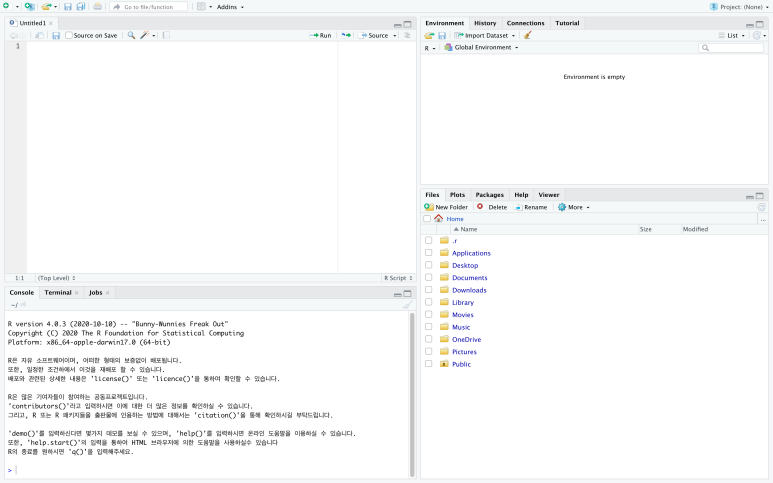 Go to file/function
Addins
Project: (None)
Untitled1
Source on Save
Run
Source
1
1:1 (Top Level)
R Script
Console Terminal Jobs
~/
R version 4.0.3 (2020-10-10) -- "Bunny-Wunnies Freak Out"
Copyright (C) 2020 The R Foundation for Statistical Computing
Platform: x86_64-apple-darwin17.0 (64-bit)
R은 자유 소프트웨어이며, 어떠한 형태의 보증없이 배포됩니다.
또한, 일정한 조건하에서 이것을 재배포 할 수 있습니다.
배포와 관련된 상세한 내용은 'license()' 또는 'licence()'을 통하여 확인할 수 있습니다.
R은 많은 기여자들이 참여하는 공동프로젝트입니다.
'contributors()'라고 입력하시면 이에 대한 더 많은 정보를 확인하실 수 있습니다.
그리고, R 또는 R 패키지들을 출판물에 인용하는 방법에 대해서는 'citation()'을 통해 확인하시길 부탁드립니다.
'demo()'를 입력하신다면 몇가지 데모를 보실 수 있으며, 'help()'를 입력하시면 온라인 도움말을 이용하실 수 있습니다.
또한, 'help.start()'의 입력을 통하여 HTML 브라우저에 의한 도움말을 사용하실수 있습니다
R의 종료를 원하시면 'q()'을 입력해주세요.
>
Environment History Connections Tutorial
Import Dataset
List
R
Global Environment
Environment is empty
Files Plots Packages Help Viewer
New Folder Delete Rename More
Home
...
Name Size Modified
.r
Applications
Desktop
Documents
Downloads
Library
Movies
Music
OneDrive
Pictures
Public